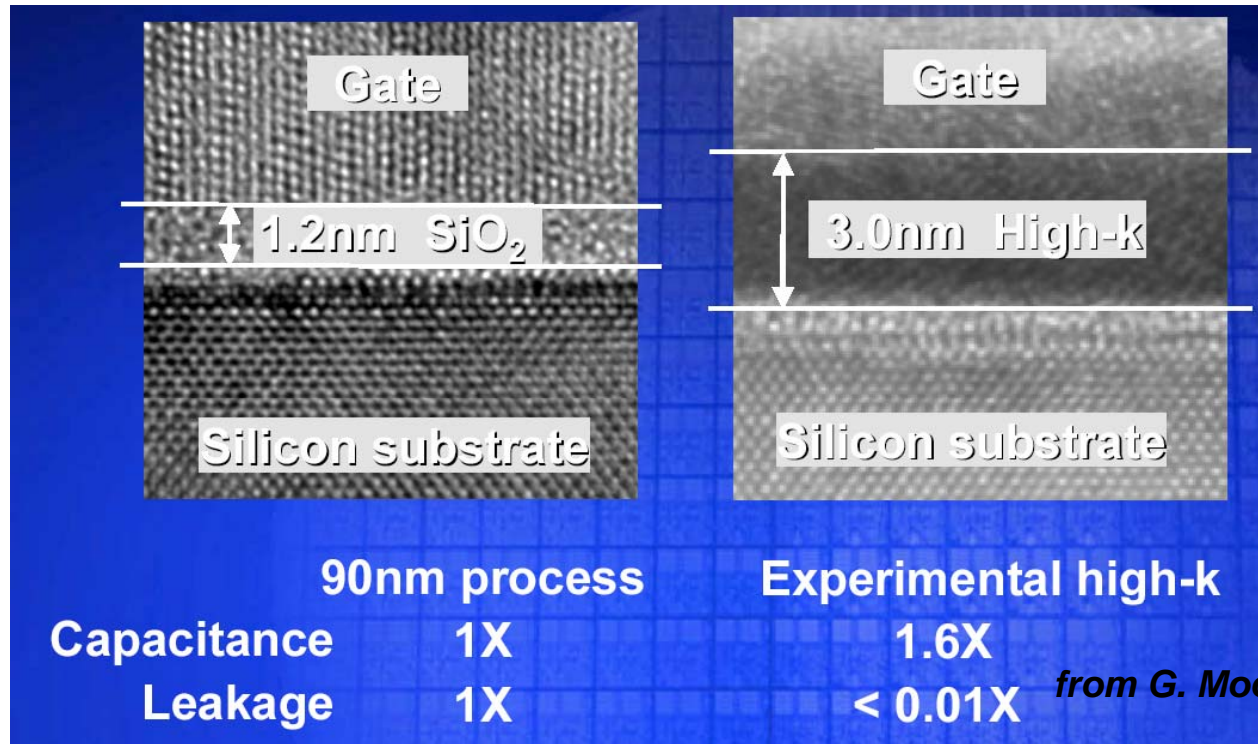 Gate
1.2nm SiO₂
Silicon substrate
Gate
3.0nm High-k
Silicon substrate
90nm process Experimental high-k
Capacitance 1X 1.6X
Leakage 1X < 0.01X
from G.